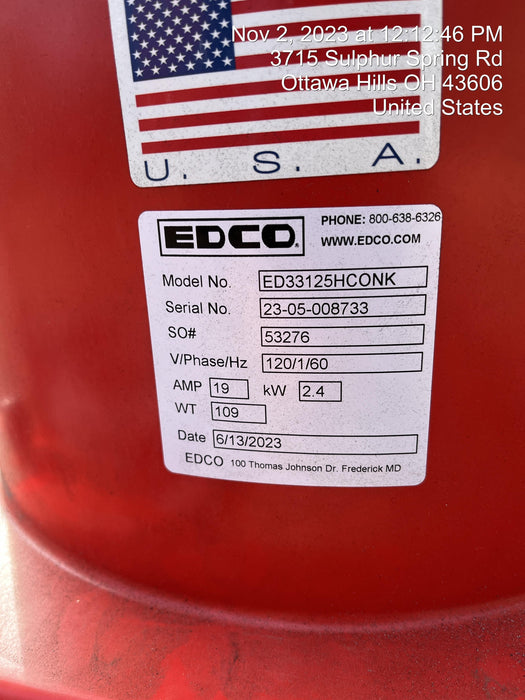 Nov 2, 2023 at 12:12:46 PM
3715 Sulphur Spring Rd
Ottawa Hills OH 43606
United States
U. S. A.
EDCO. PHONE: 800-638-6326
WWW.EDCO.COM
Model No. ED33125HCONK
Serial No. 23-05-008733
SO# 53276
V/Phase/Hz 120/1/60
AMP 19 kW 2.4
WT 109
Date 6/13/2023
EDCO 100 Thomas Johnson Dr. Frederick MD